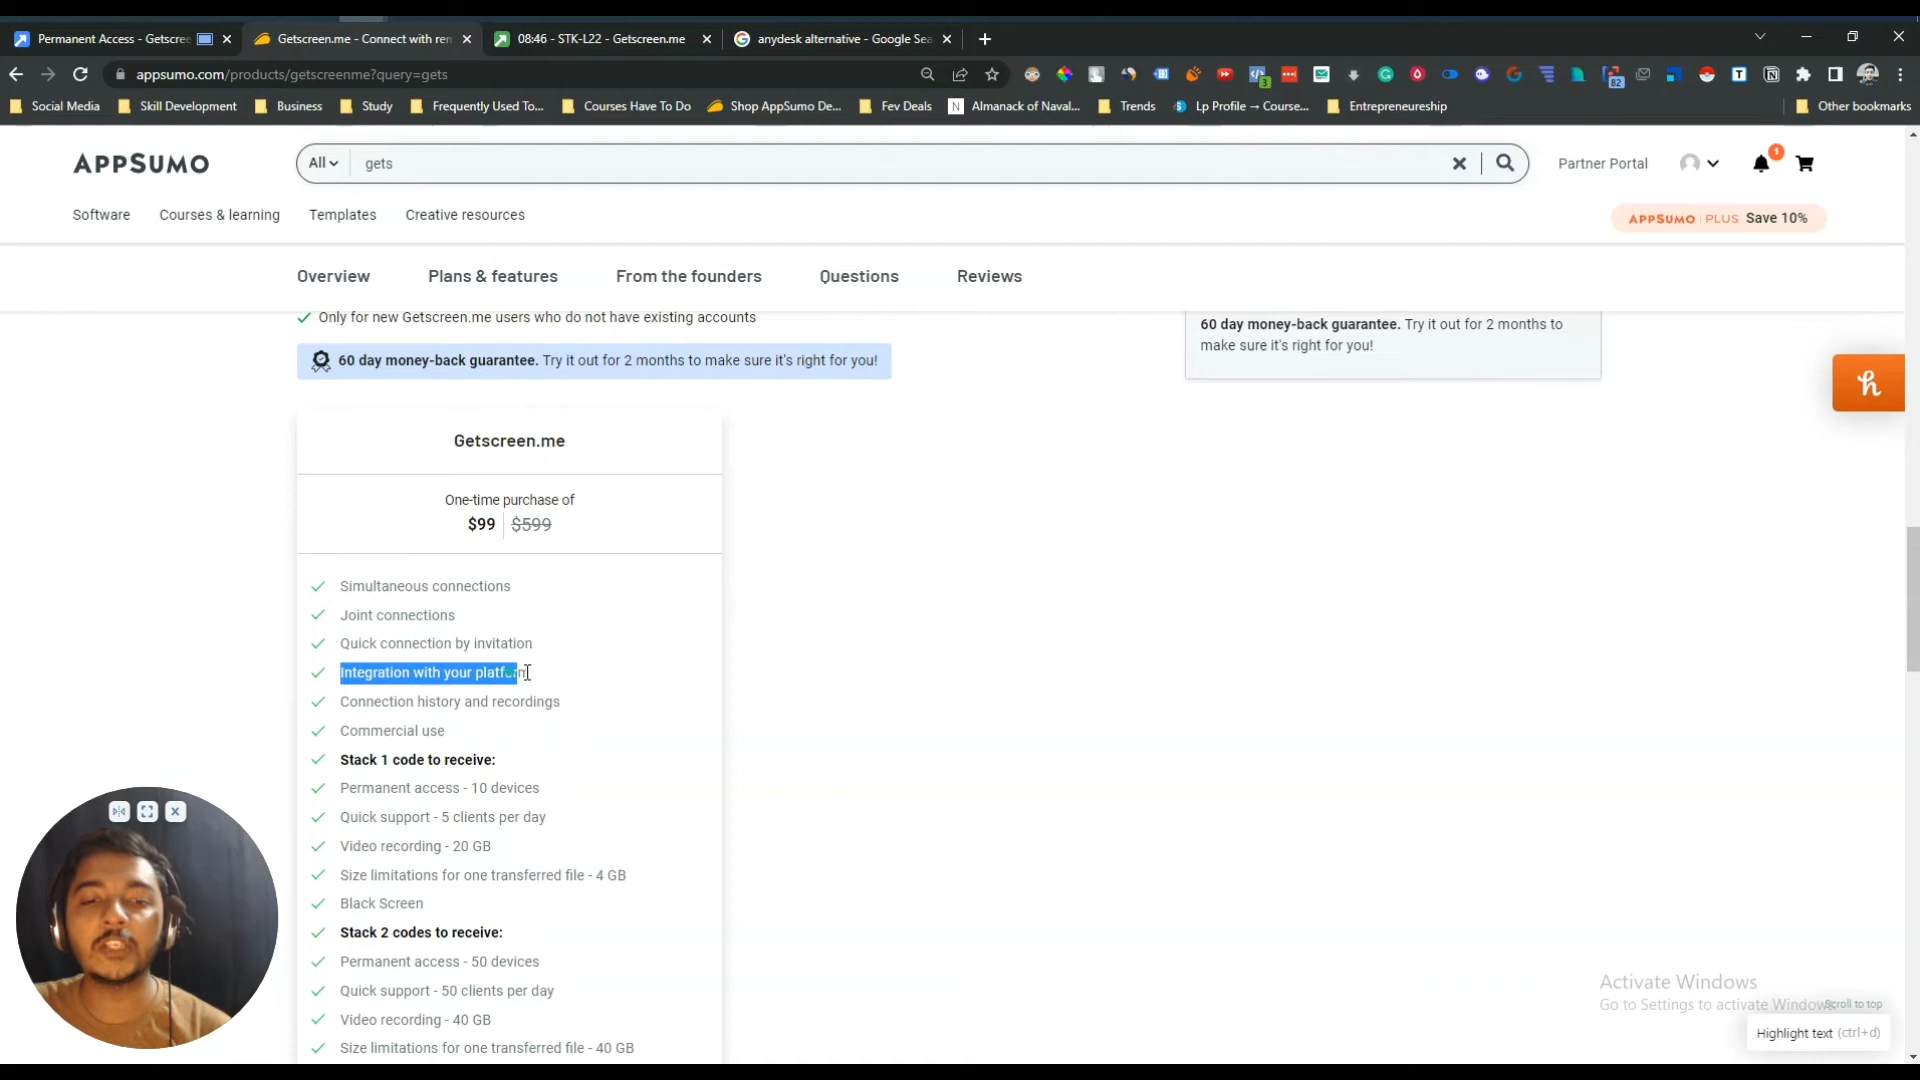 Permanent Access - Getscree
Getscreen.me - Connect with ren
08:46 - STK-L22 - Getscreen.me
anydesk alternative - Google Sea
appsumo.com/products/getscreenme?query=gets
Social Media
Skill Development
Business
Study
Frequently Used To...
Courses Have To Do
Shop AppSumo De...
Fev Deals
Almanack of Naval...
Trends
Lp Profile → Course...
Entrepreneurship
Other bookmarks
APPSUMO
All
gets
Partner Portal
1
Software
Courses & learning
Templates
Creative resources
APPSUMO PLUS Save 10%
Overview
Plans & features
From the founders
Questions
Reviews
Only for new Getscreen.me users who do not have existing accounts
60 day money-back guarantee. Try it out for 2 months to make sure it's right for you!
60 day money-back guarantee. Try it out for 2 months to
make sure it's right for you!
Getscreen.me
One-time purchase of
$99 $599
Simultaneous connections
Joint connections
Quick connection by invitation
Integration with your platform
Connection history and recordings
Commercial use
Stack 1 code to receive:
Permanent access - 10 devices
Quick support - 5 clients per day
Video recording - 20 GB
Size limitations for one transferred file - 4 GB
Black Screen
Stack 2 codes to receive:
Permanent access - 50 devices
Quick support - 50 clients per day
Video recording - 40 GB
Size limitations for one transferred file - 40 GB
Activate Windows
Go to Settings to activate Windows
Scroll to top
Highlight text (ctrl+d)